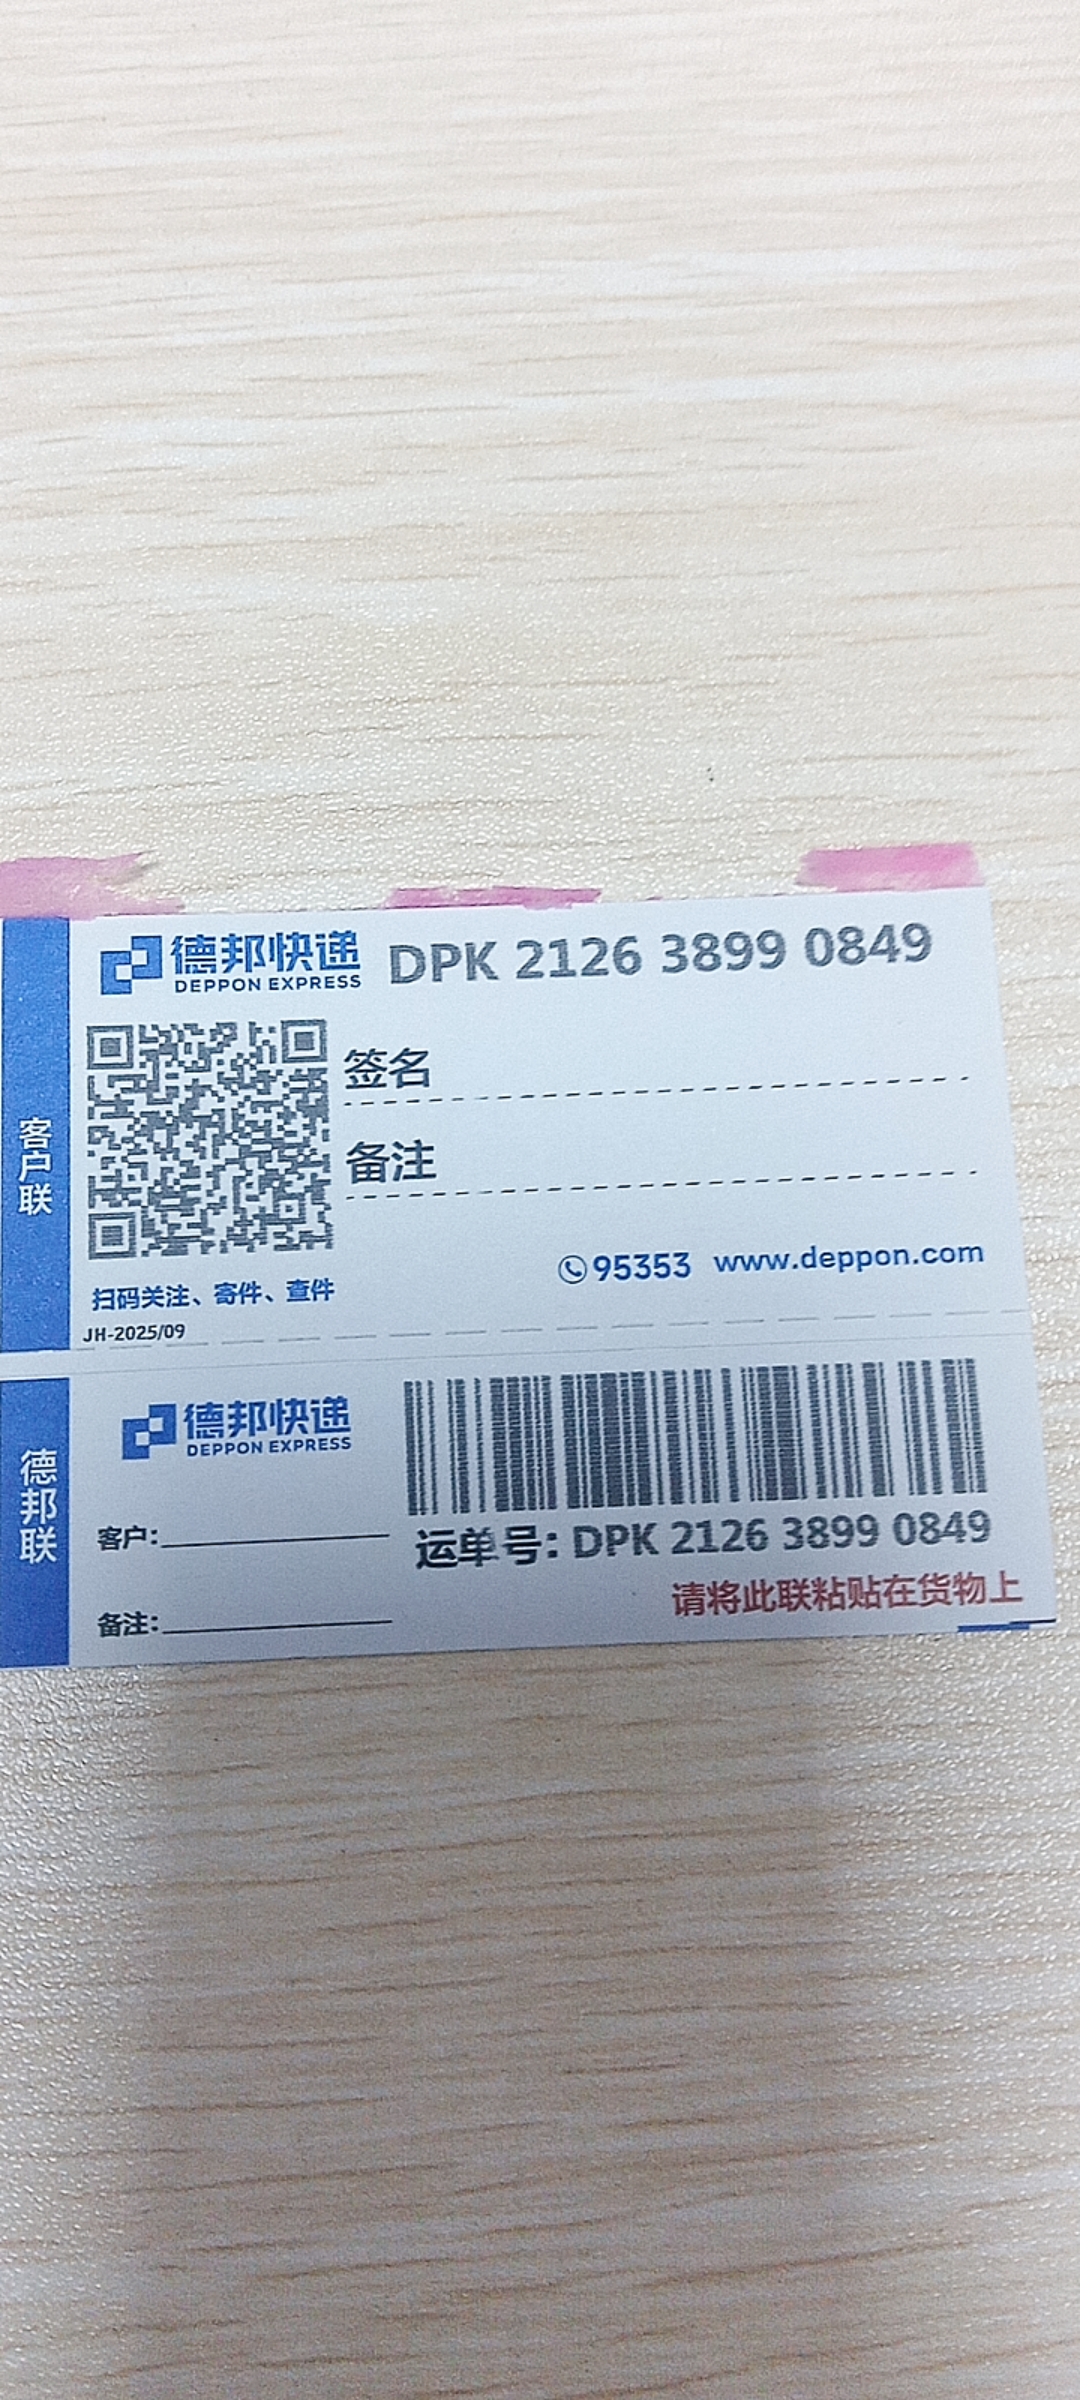 客户联
德邦快递 DPK 2126 3899 0849
DEPPON EXPRESS
签名
备注
95353 www.deppon.com
扫码关注、寄件、查件
JH-2025/09
德邦联
德邦快递
DEPPON EXPRESS
客户:
运单号: DPK 2126 3899 0849
请将此联粘贴在货物上
备注: